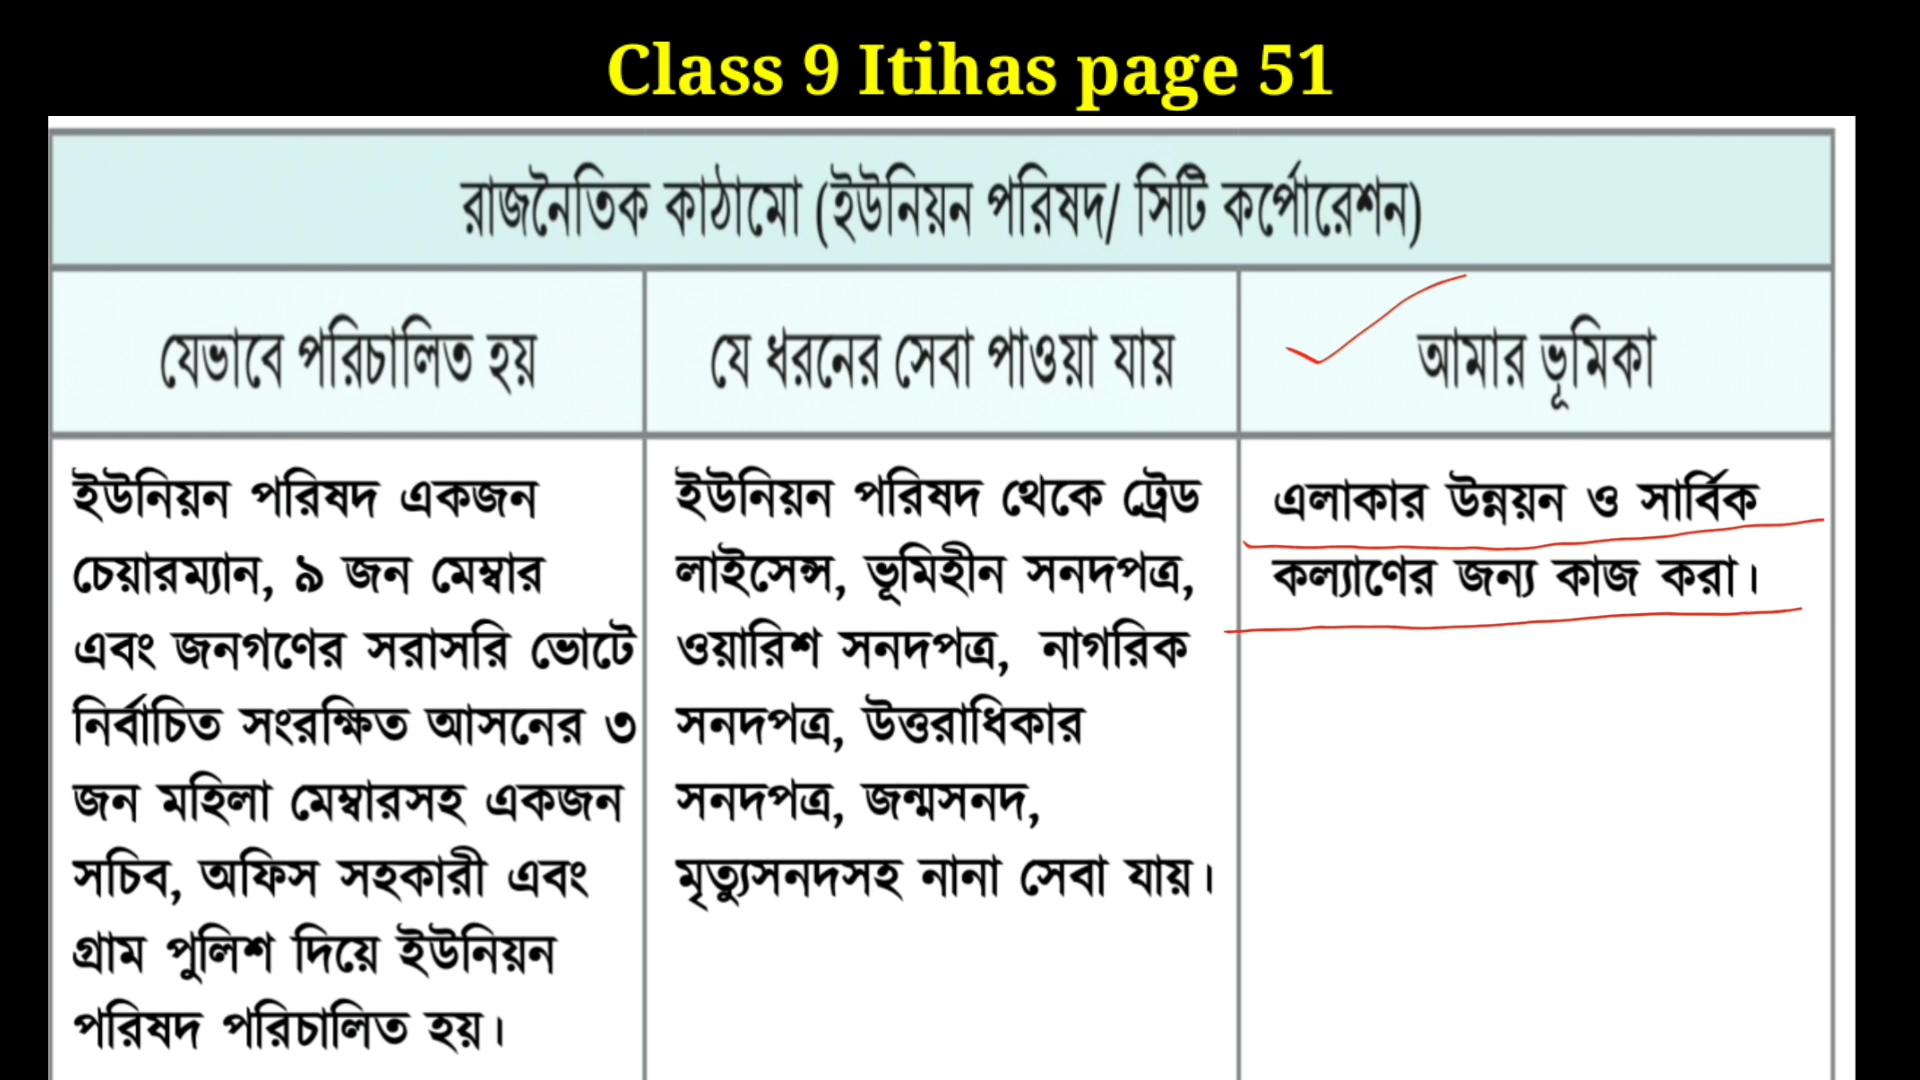 Class 9 Itihas page 51
রাজনৈতিক কাঠামো (ইউনিয়ন পরিষদ/ সিটি কর্পোরেশন)
যেভাবে পরিচালিত হয়
যে ধরনের সেবা পাওয়া যায়
আমার ভূমিকা
ইউনিয়ন পরিষদ একজন
চেয়ারম্যান, ৯ জন মেম্বার
এবং জনগণের সরাসরি ভোটে
নির্বাচিত সংরক্ষিত আসনের ৩
জন মহিলা মেম্বারসহ একজন
সচিব, অফিস সহকারী এবং
গ্রাম পুলিশ দিয়ে ইউনিয়ন
পরিষদ পরিচালিত হয়।
ইউনিয়ন পরিষদ থেকে ট্রেড
লাইসেন্স, ভূমিহীন সনদপত্র,
ওয়ারিশ সনদপত্র, নাগরিক
সনদপত্র, উত্তরাধিকার
সনদপত্র, জন্মসনদ,
মৃত্যুসনদসহ নানা সেবা যায়।
এলাকার উন্নয়ন ও সার্বিক
কল্যাণের জন্য কাজ করা।